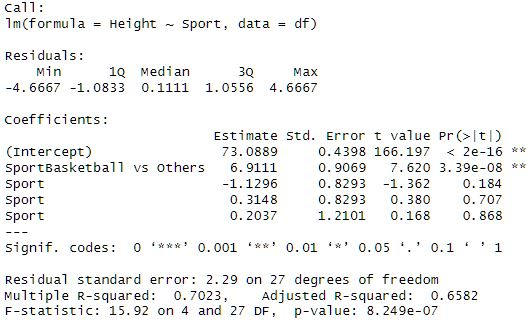 Call:
lm(formula = Height ~ Sport, data = df)
Residuals:
Min 1Q Median 3Q Max
-4.6667 -1.0833 0.1111 1.0556 4.6667
Coefficients:
Estimate Std. Error t value Pr(>|t|)
(Intercept) 73.0889 0.4398 166.197 < 2e-16 **
SportBasketball vs Others 6.9111 0.9069 7.620 3.39e-08 **
Sport -1.1296 0.8293 -1.362 0.184
Sport 0.3148 0.8293 0.380 0.707
Sport 0.2037 1.2101 0.168 0.868
---
Signif. codes: 0 ‘***’ 0.001 ‘**’ 0.01 ‘*’ 0.05 ‘.’ 0.1 ‘ ’ 1
Residual standard error: 2.29 on 27 degrees of freedom
Multiple R-squared: 0.7023, Adjusted R-squared: 0.6582
F-statistic: 15.92 on 4 and 27 DF, p-value: 8.249e-07